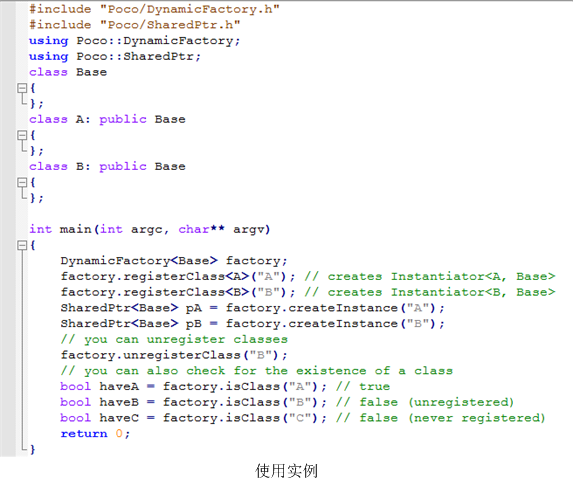 #include "Poco/DynamicFactory.h"
#include "Poco/SharedPtr.h"
using Poco::DynamicFactory;
using Poco::SharedPtr;
class Base
{
};
class A: public Base
{
};
class B: public Base
{
};
int main(int argc, char** argv)
{
    DynamicFactory<Base> factory;
    factory.registerClass<A>("A"); // creates Instantiator<A, Base>
    factory.registerClass<B>("B"); // creates Instantiator<B, Base>
    SharedPtr<Base> pA = factory.createInstance("A");
    SharedPtr<Base> pB = factory.createInstance("B");
    // you can unregister classes
    factory.unregisterClass("B");
    // you can also check for the existence of a class
    bool haveA = factory.isClass("A"); // true
    bool haveB = factory.isClass("B"); // false (unregistered)
    bool haveC = factory.isClass("C"); // false (never registered)
    return 0;
}
使用实例